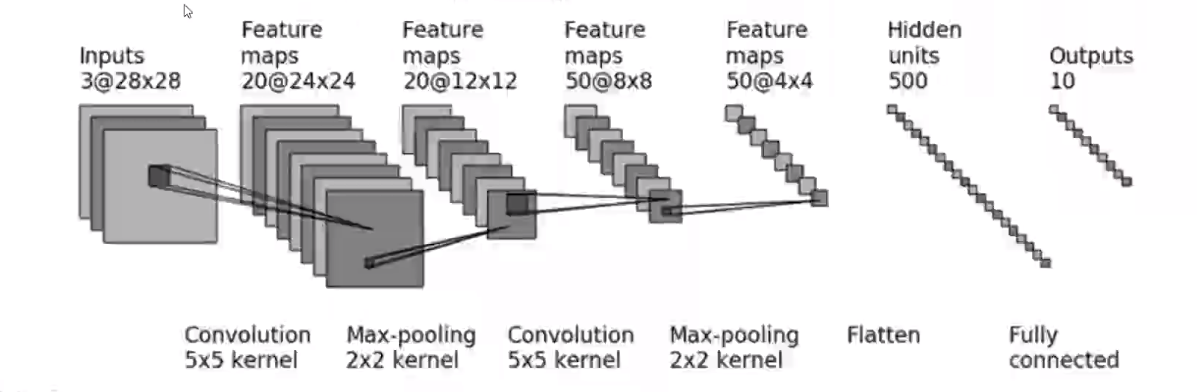 Inputs
3@28x28
Feature
maps
20@24x24
Feature
maps
20@12x12
Feature
maps
50@8x8
Feature
maps
50@4x4
Hidden
units
500
Outputs
10
Convolution
5x5 kernel
Max-pooling
2x2 kernel
Convolution
5x5 kernel
Max-pooling
2x2 kernel
Flatten
Fully
connected